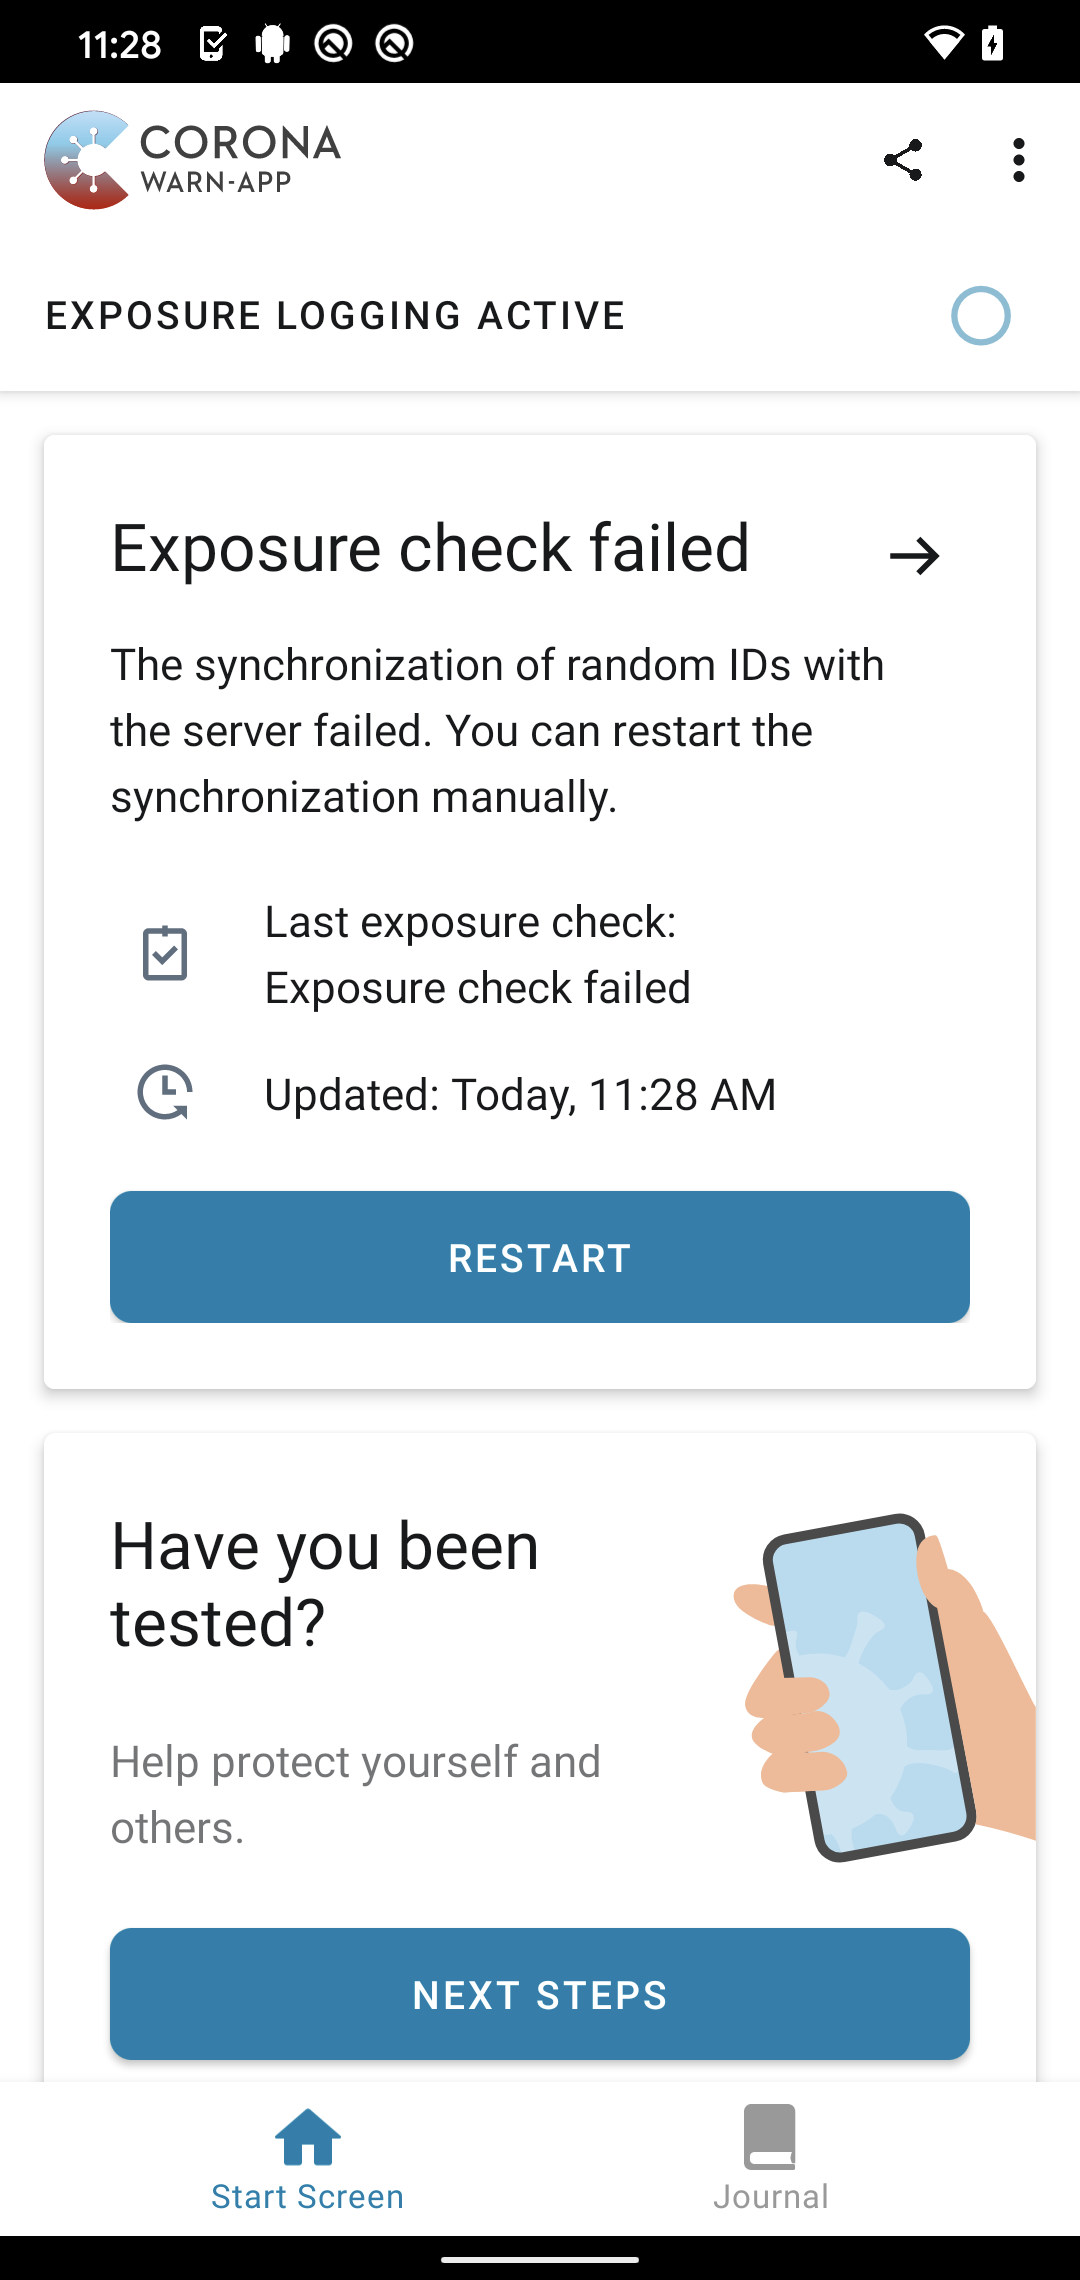 11:28
CORONA
WARN-APP
EXPOSURE LOGGING ACTIVE
Exposure check failed
The synchronization of random IDs with
the server failed. You can restart the
synchronization manually.
Last exposure check:
Exposure check failed
Updated: Today, 11:28 AM
RESTART
Have you been
tested?
Help protect yourself and
others.
NEXT STEPS
Start Screen
Journal